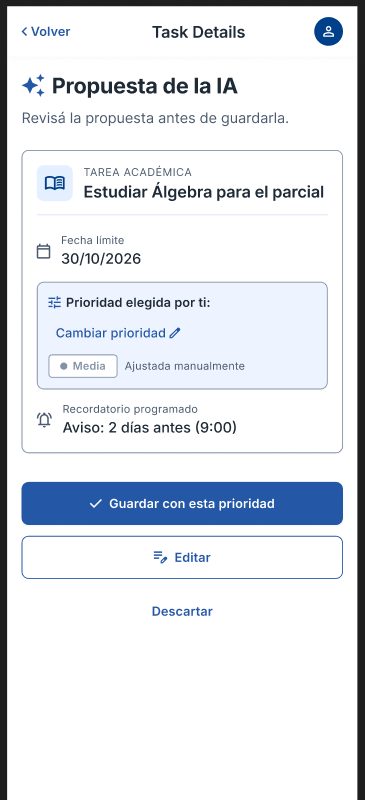 Volver
Task Details
Propuesta de la IA
Revisá la propuesta antes de guardarla.
TAREA ACADÉMICA
Estudiar Álgebra para el parcial
Fecha límite
30/10/2026
Prioridad elegida por ti:
Cambiar prioridad
Media
Ajustada manualmente
Recordatorio programado
Aviso: 2 días antes (9:00)
Guardar con esta prioridad
Editar
Descartar